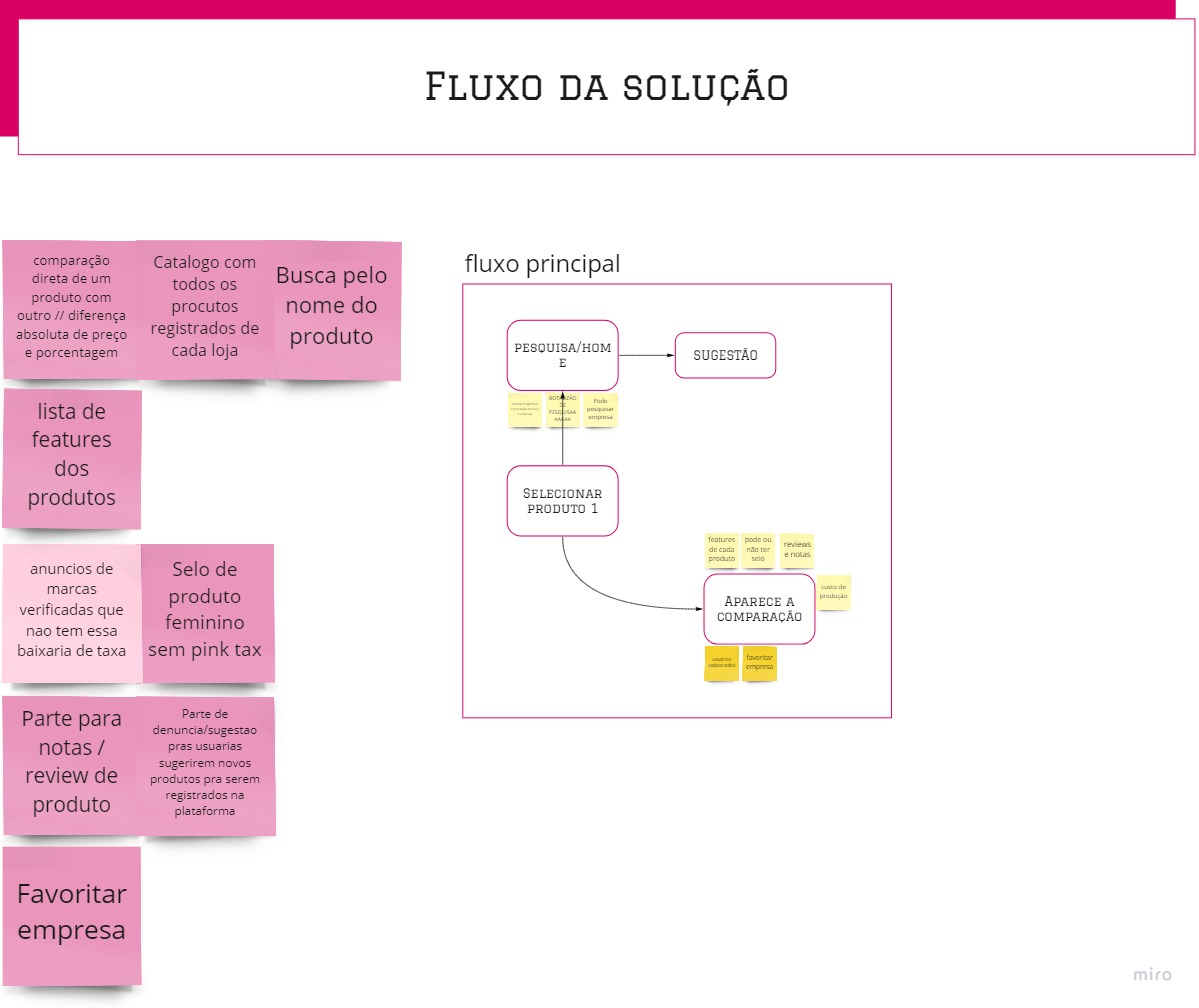 Fluxo da solução
comparação
direta de um
produto com
outro // diferença
absoluta de preço
e porcentagem
Catalogo com
todos os
procutos
registrados de
cada loja
Busca pelo
nome do
produto
lista de
features
dos
produtos
anuncios de
marcas
verificadas que
nao tem essa
baixaria de taxa
Selo de
produto
feminino
sem pink tax
Parte para
notas /
review de
produto
Parte de
denuncia/sugestao
pras usuarias
sugerirem novos
produtos pra serem
registrados na
plataforma
Favoritar
empresa
fluxo principal
PESQUISA/HOM
E
SUGESTÃO
BOTAOZÃO
DE
PESQUISAA
AAAAA
Pode
pesquisar
empresa
Selecionar
produto 1
features
de cada
produto
pode ou
não ter
selo
reviews
e notas
Aparece a
comparação
custo de
produção
usuários
cadastrados
favoritar
empresa
miro